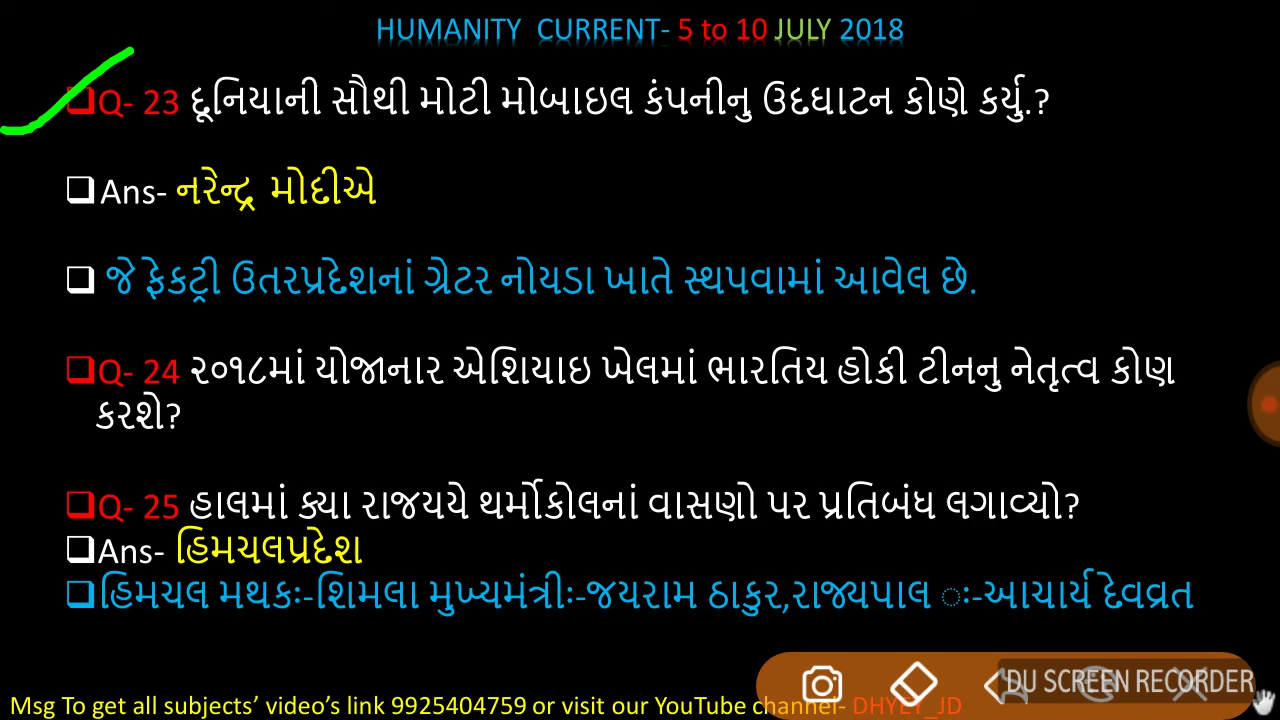 HUMANITY CURRENT- 5 to 10 JULY 2018
Q- 23 દૂનિયાની સૌથી મોટી મોબાઇલ કંપનીનુ ઉદઘાટન કોણે કર્યુ.?
Ans- નરેન્દ્ર મોદીએ
જે ફેકટ્રી ઉતરપ્રદેશનાં ગ્રેટર નોયડા ખાતે સ્થપવામાં આવેલ છે.
Q- 24 ૨૦૧૮માં યોજાનાર એશિયાઇ ખેલમાં ભારતિય હોકી ટીનનુ નેતૃત્વ કોણ
કરશે?
Q- 25 હાલમાં ક્યા રાજયયે થર્મોકોલનાં વાસણો પર પ્રતિબંધ લગાવ્યો?
Ans- હિમચલપ્રદેશ
હિમચલ મથકઃ-શિમલા મુખ્યમંત્રીઃ-જયરામ ઠાકુર,રાજ્યપાલ ઃ-આચાર્ય દેવવ્રત
DU SCREEN RECORDER
Msg To get all subjects’ video’s link 9925404759 or visit our YouTube channel- DHYEY_JD